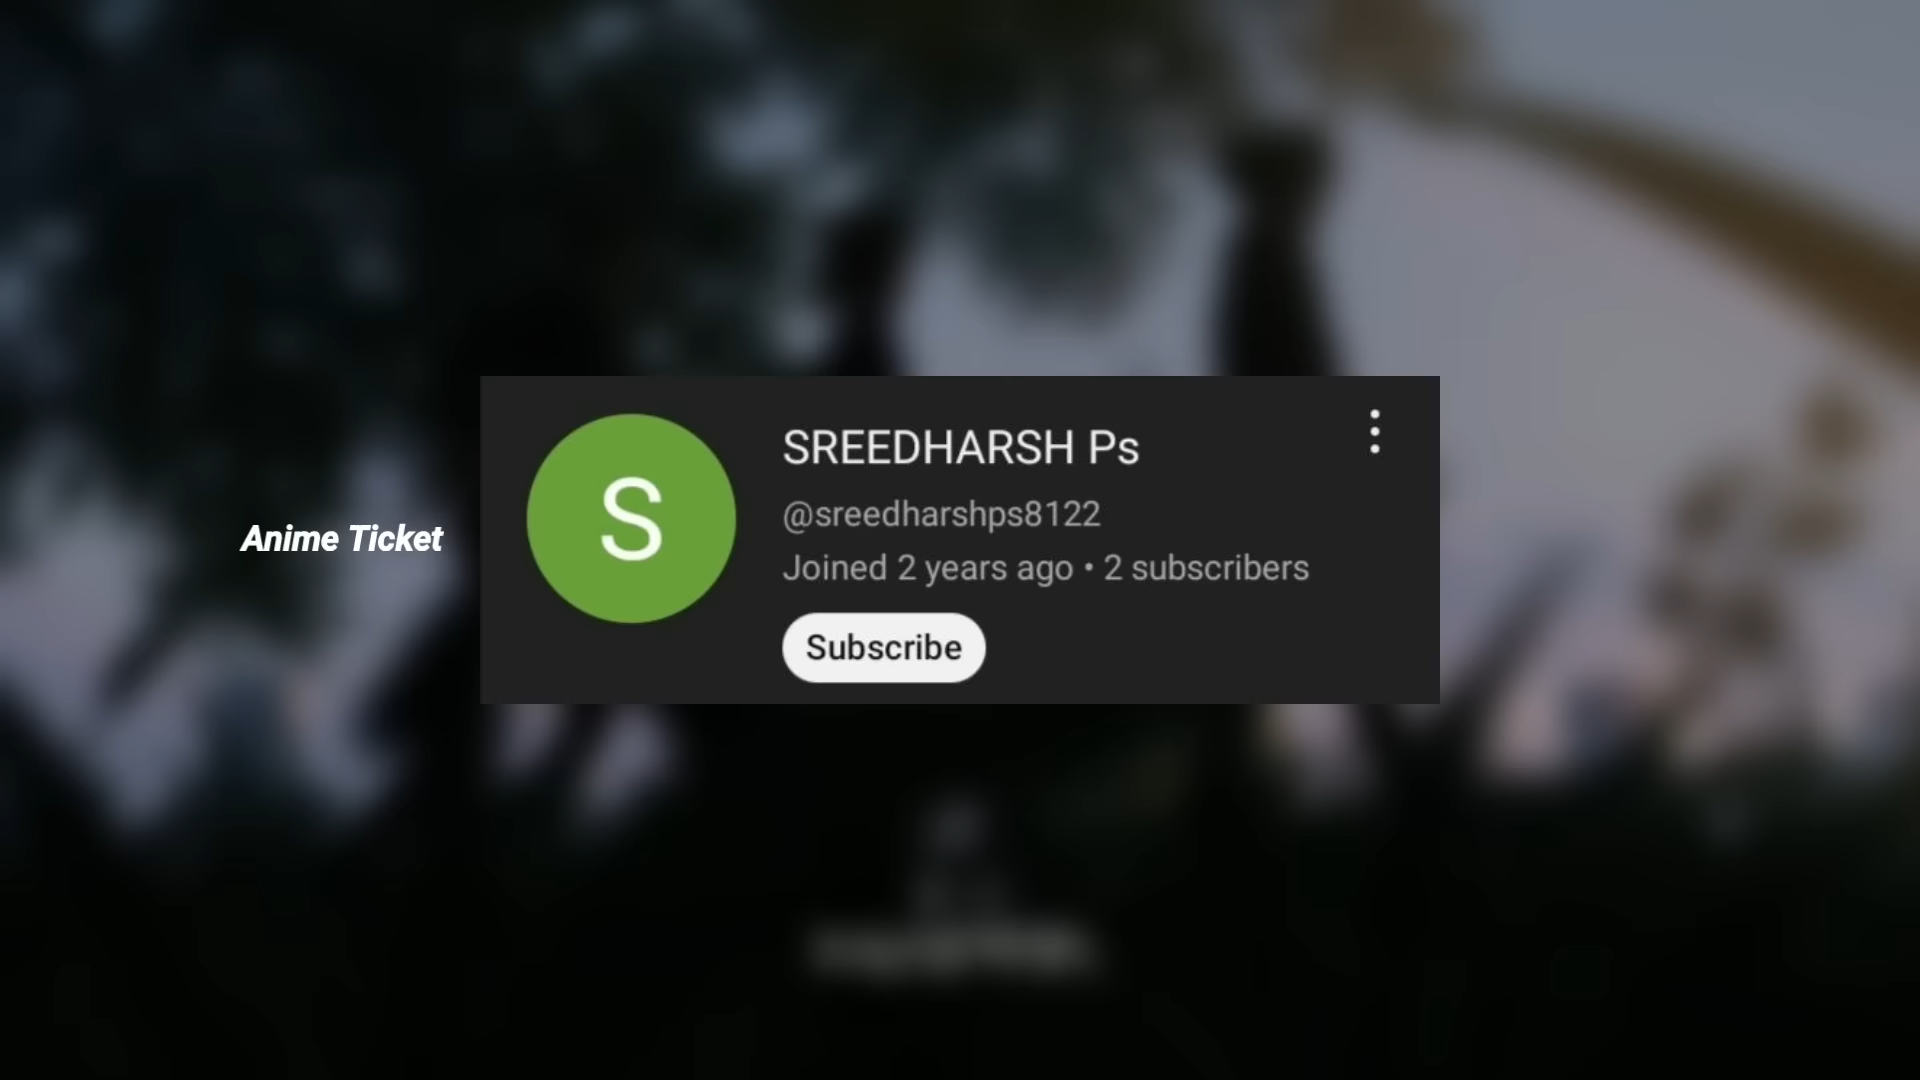 Anime Ticket
S
SREEDHARSH Ps
@sreedharshps8122
Joined 2 years ago • 2 subscribers
Subscribe